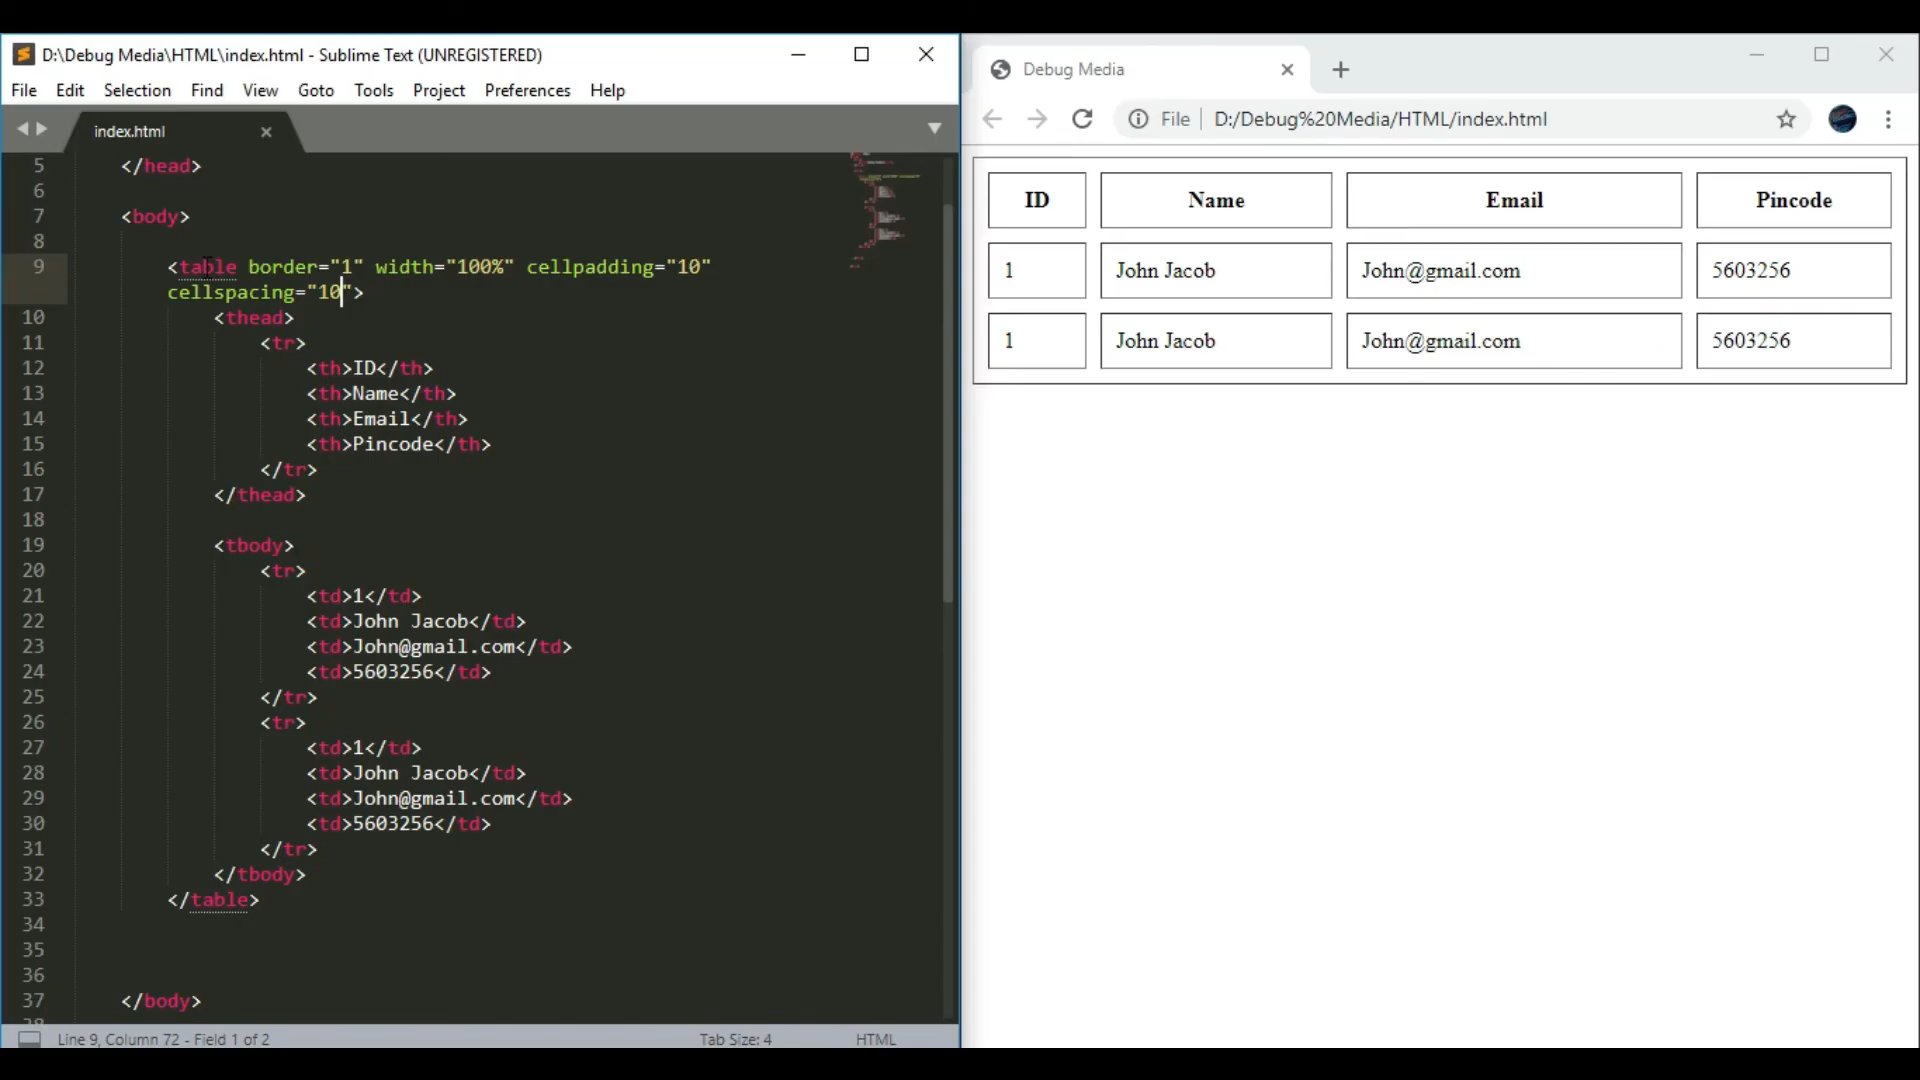 D:\Debug Media\HTML\index.html - Sublime Text (UNREGISTERED)
File Edit Selection Find View Goto Tools Project Preferences Help
index.html
5 </head>
6
7 <body>
8
9 <table border="1" width="100%" cellpadding="10"
cellspacing="10">
10 <thead>
11 <tr>
12 <th>ID</th>
13 <th>Name</th>
14 <th>Email</th>
15 <th>Pincode</th>
16 </tr>
17 </thead>
18
19 <tbody>
20 <tr>
21 <td>1</td>
22 <td>John Jacob</td>
23 <td>John@gmail.com</td>
24 <td>5603256</td>
25 </tr>
26 <tr>
27 <td>1</td>
28 <td>John Jacob</td>
29 <td>John@gmail.com</td>
30 <td>5603256</td>
31 </tr>
32 </tbody>
33 </table>
34
35
36
37 </body>
Line 9, Column 72 - Field 1 of 2 Tab Size: 4 HTML
Debug Media
File D:/Debug%20Media/HTML/index.html
ID Name Email Pincode
1 John Jacob John@gmail.com 5603256
1 John Jacob John@gmail.com 5603256